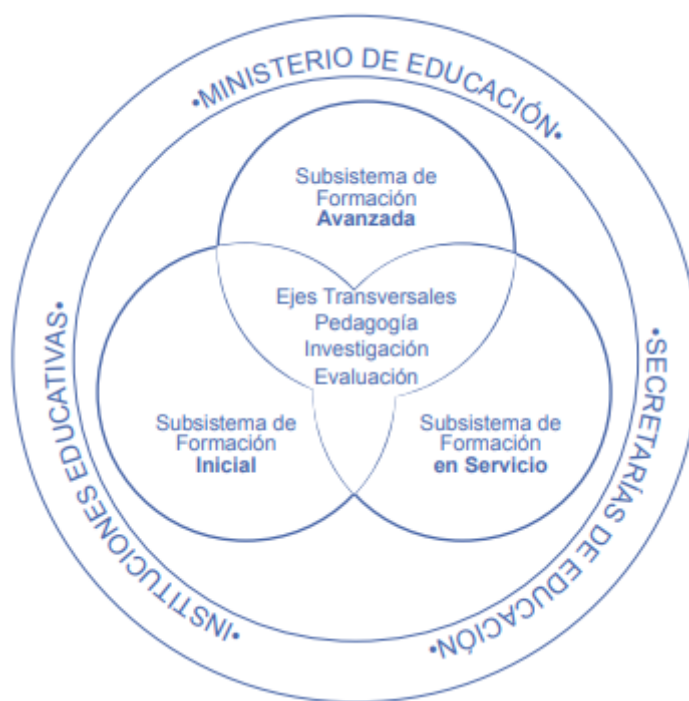 •MINISTERIO DE EDUCACIÓN•
Subsistema de
Formación
Avanzada
Ejes Transversales
Pedagogía
Investigación
Evaluación
Subsistema de
Formación
Inicial
Subsistema de
Formación
en Servicio
•INSTITUCIONES EDUCATIVAS•
•SECRETARÍAS DE EDUCACIÓN•